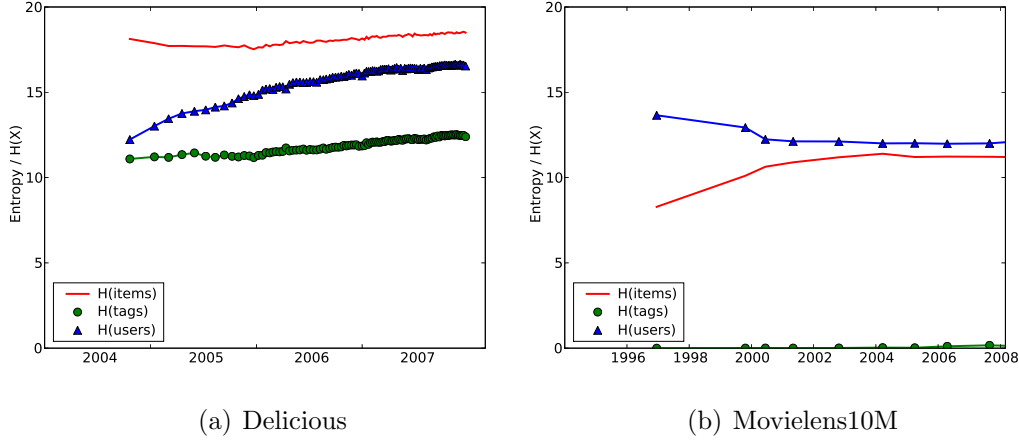 20
15
10
5
0
Entropy / H(X)
H(items)
H(tags)
H(users)
2004 2005 2006 2007
(a) Delicious
20
15
10
5
0
Entropy / H(X)
H(items)
H(tags)
H(users)
1996 1998 2000 2002 2004 2006 2008
(b) Movielens10M